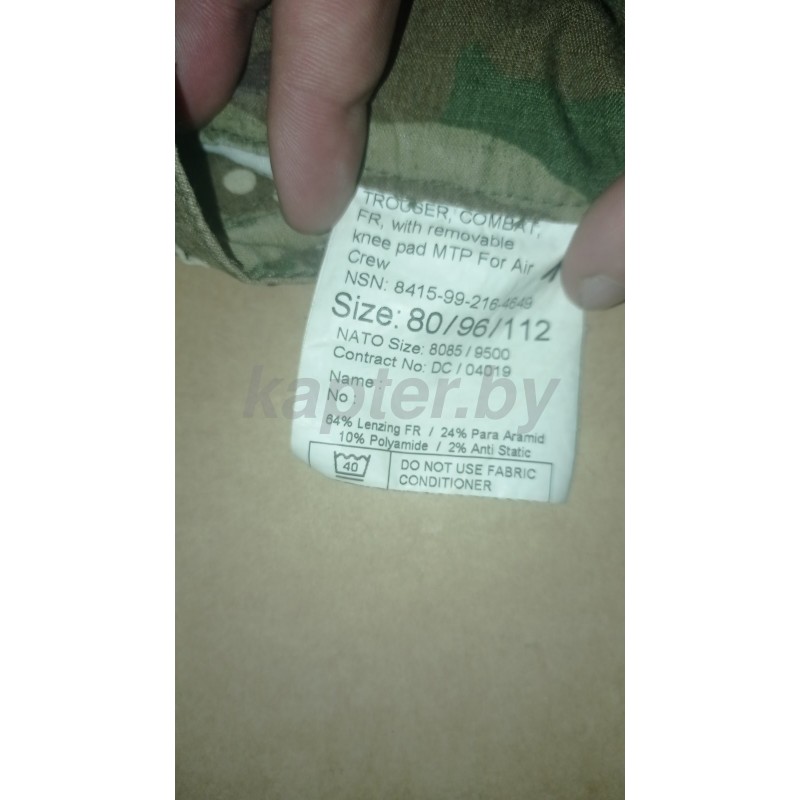 TROUSER, COMBAT,
FR, with removable
knee pad MTP For Air
Crew
NSN: 8415-99-216-4649
Size: 80/96/112
NATO Size: 8085 / 9500
Contract No: DC / 04019
Name :
No :
kapter.by
64% Lenzing FR / 24% Para Aramid
10% Polyamide / 2% Anti Static
40
DO NOT USE FABRIC
CONDITIONER